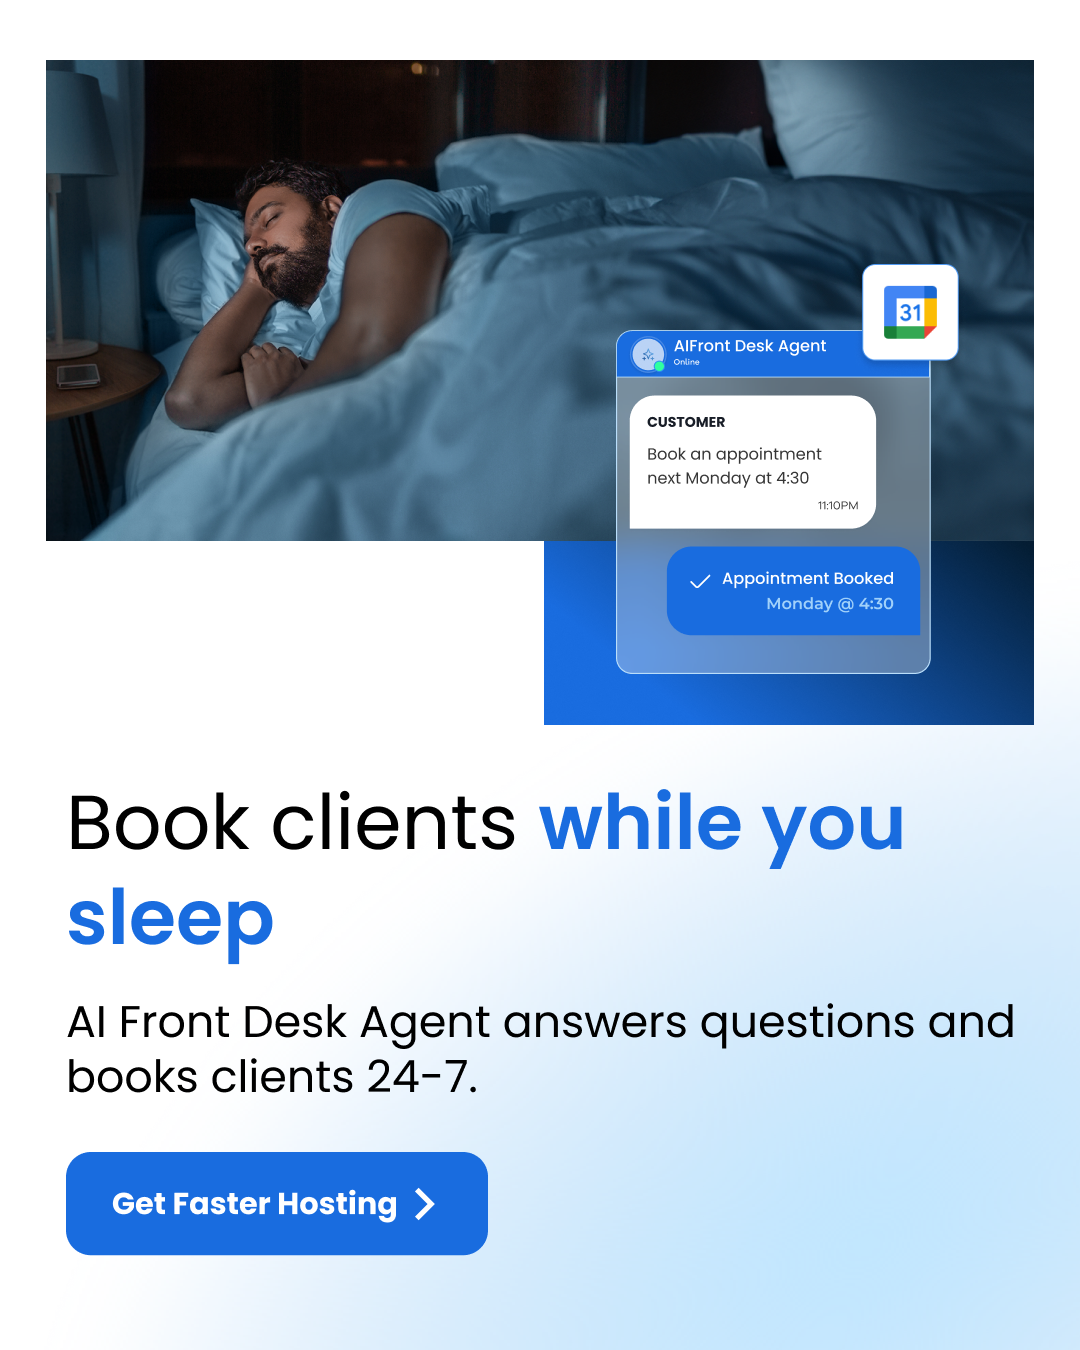 31
AIFront Desk Agent
Online
CUSTOMER
Book an appointment
next Monday at 4:30
11:10PM
Appointment Booked
Monday @ 4:30
Book clients while you
sleep
AI Front Desk Agent answers questions and
books clients 24-7.
Get Faster Hosting